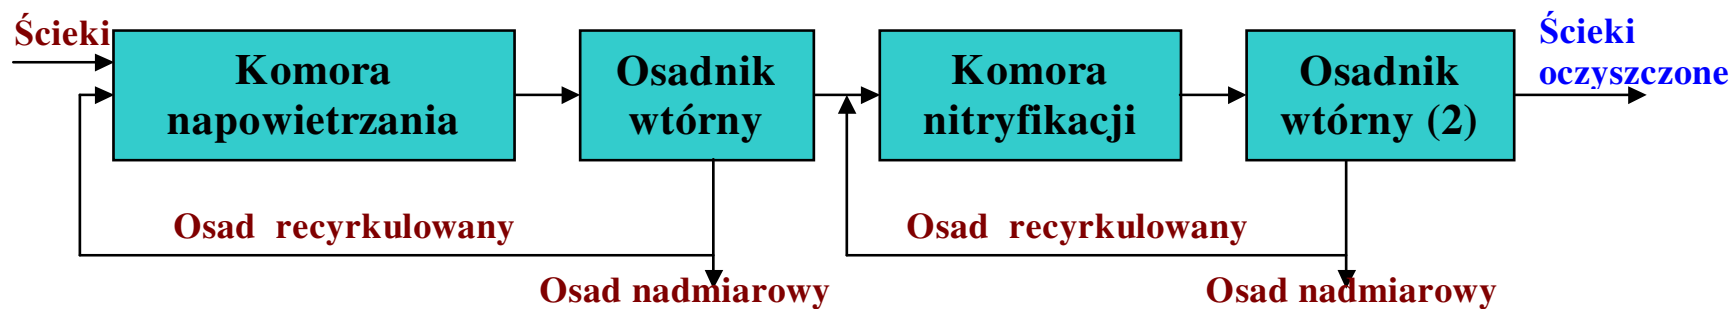 Ścieki
Komora
napowietrzania
Osadnik
wtórny
Komora
nitryfikacji
Osadnik
wtórny (2)
Ścieki
oczyszczone
Osad recyrkulowany
Osad recyrkulowany
Osad nadmiarowy
Osad nadmiarowy